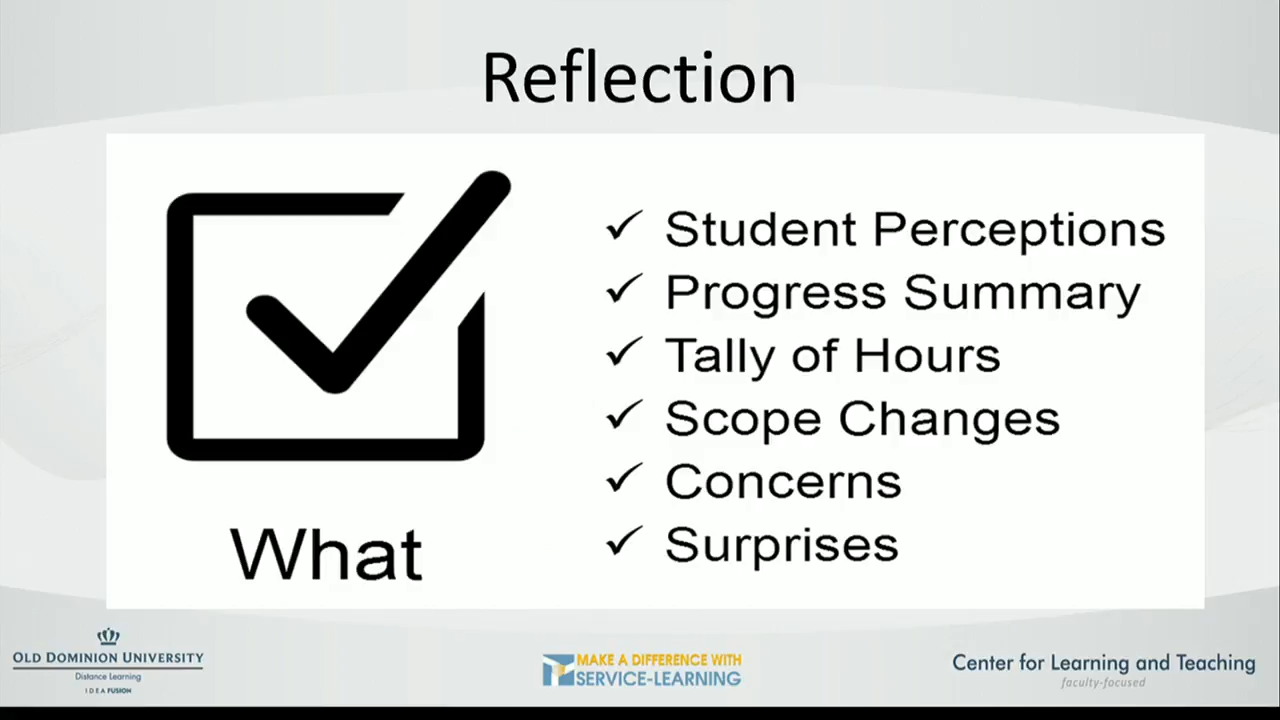 Reflection
✓ Student Perceptions
✓ Progress Summary
✓ Tally of Hours
✓ Scope Changes
✓ Concerns
✓ Surprises
What
OLD DOMINION UNIVERSITY
Distance Learning
IDEA FUSION
MAKE A DIFFERENCE WITH
SERVICE-LEARNING
Center for Learning and Teaching
faculty-focused